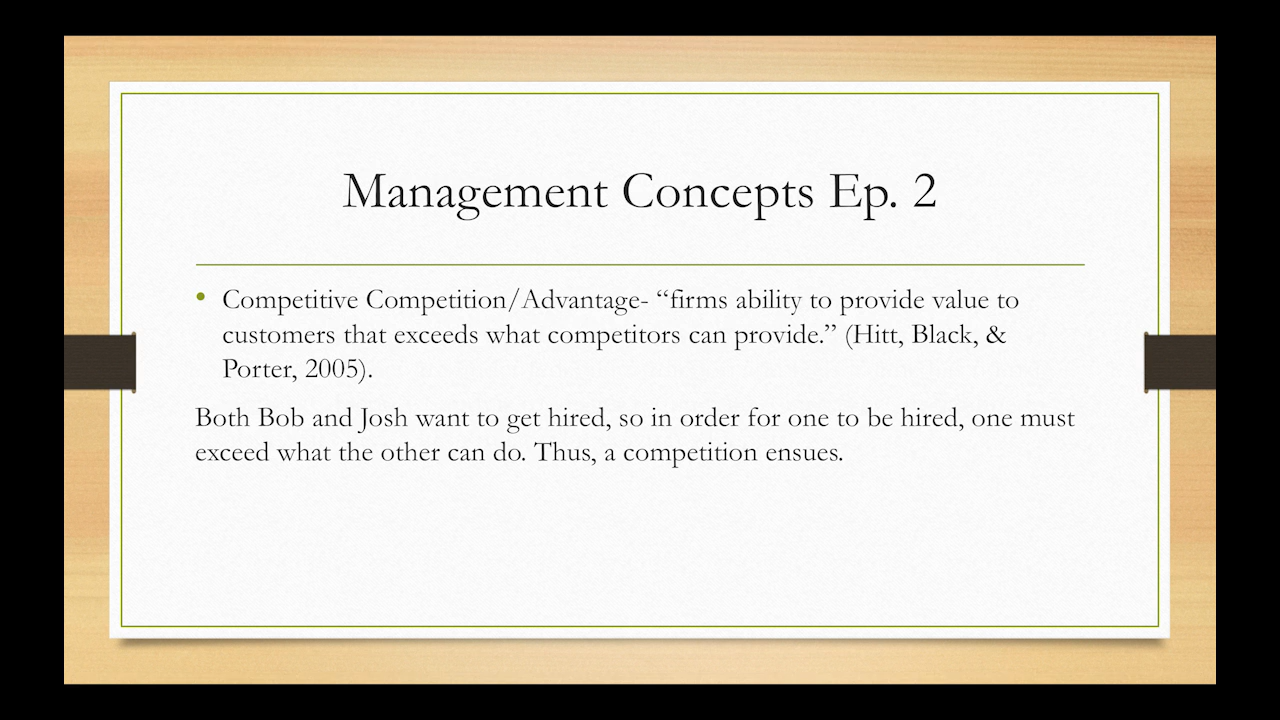 Management Concepts Ep. 2
• Competitive Competition/Advantage- “firms ability to provide value to
customers that exceeds what competitors can provide.” (Hitt, Black, &
Porter, 2005).
Both Bob and Josh want to get hired, so in order for one to be hired, one must
exceed what the other can do. Thus, a competition ensues.